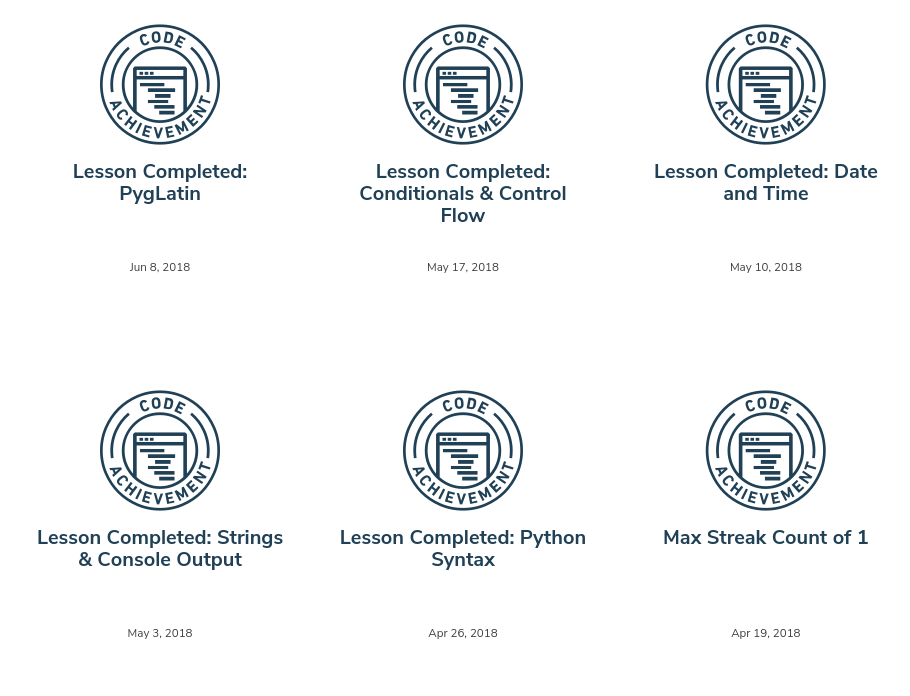 CODE
ACHIEVEMENT
CODE
ACHIEVEMENT
CODE
ACHIEVEMENT
Lesson Completed:
PygLatin
Lesson Completed:
Conditionals & Control
Flow
Lesson Completed: Date
and Time
Jun 8, 2018
May 17, 2018
May 10, 2018
CODE
ACHIEVEMENT
CODE
ACHIEVEMENT
CODE
ACHIEVEMENT
Lesson Completed: Strings
& Console Output
Lesson Completed: Python
Syntax
Max Streak Count of 1
May 3, 2018
Apr 26, 2018
Apr 19, 2018